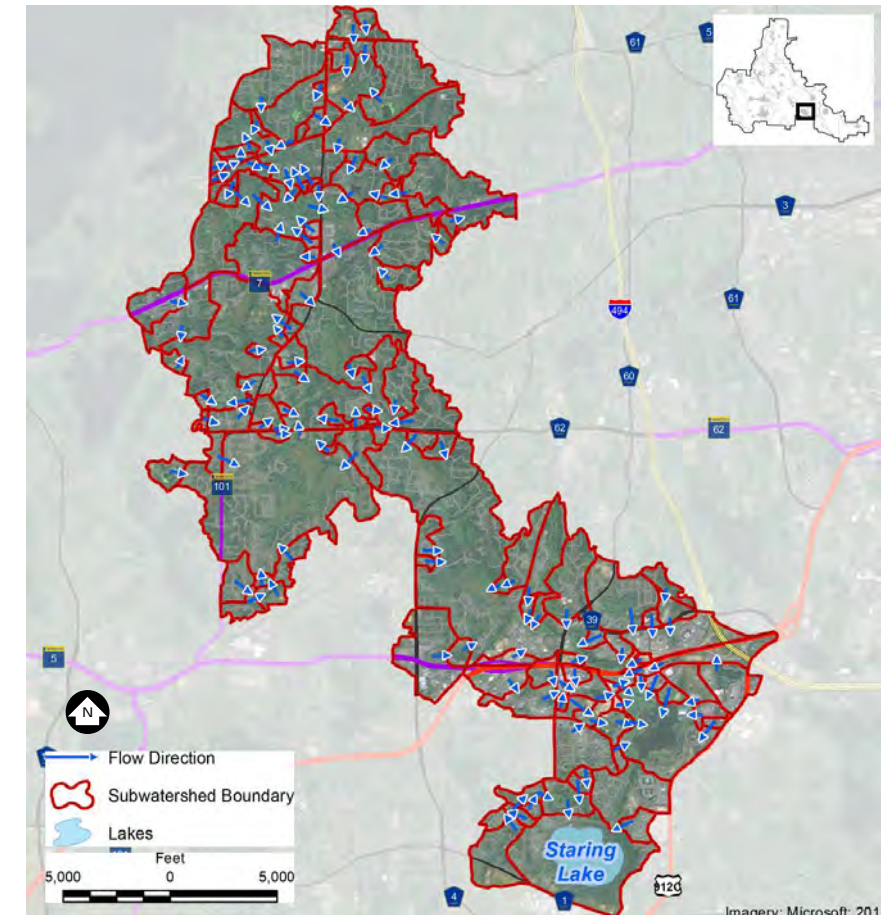 61
5
3
7
61
494
60
62
62
101
39
5
N
Flow Direction
Subwatershed Boundary
Lakes
Feet
5,000
0
5,000
Staring
Lake
212
4
1
Imagery: Microsoft: 201